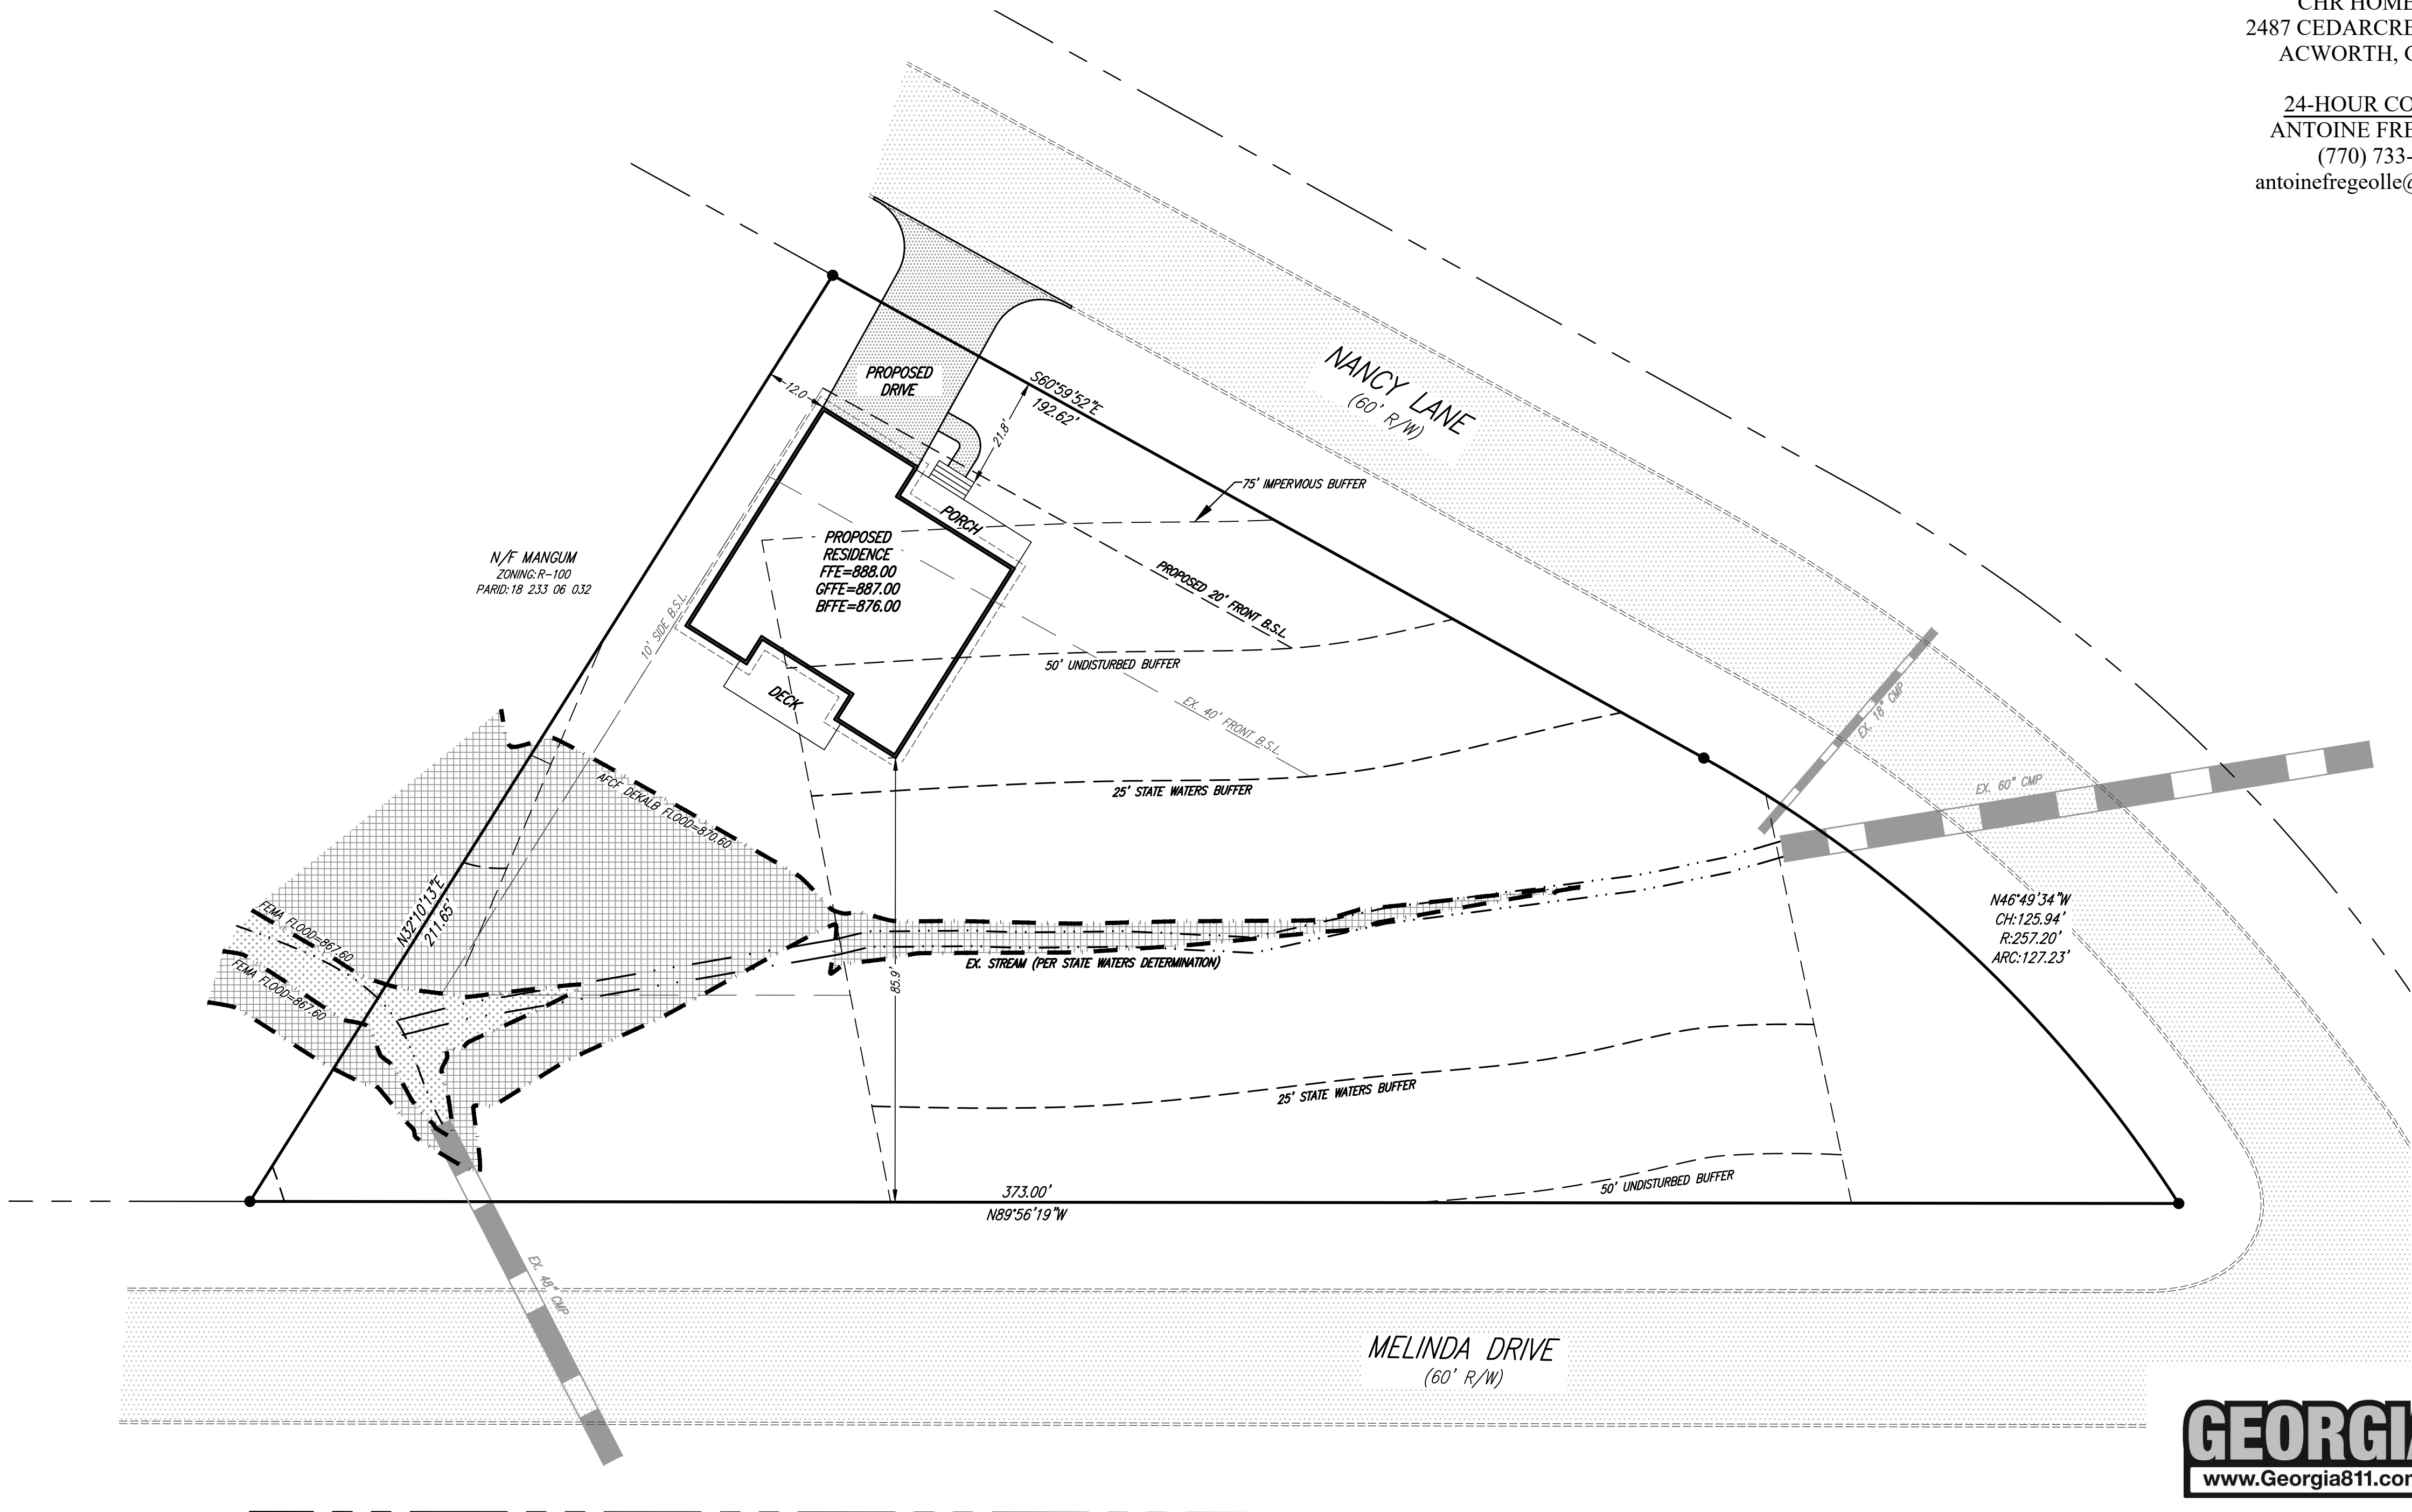 CHR HOME
2487 CEDARCRE
ACWORTH,
24-HOUR CO
ANTOINE FRE
(770) 733-
antoinefregeolle@
NANCY LANE
(60' R/W)
PROPOSED
DRIVE
12.0
S60°59'52"E
192.62'
21.8'
75' IMPERVIOUS BUFFER
PORCH
N/F MANGUM
ZONING:R-100
PARID:18 233 06 032
PROPOSED
RESIDENCE
FFE=888.00
GFFE=887.00
BFFE=876.00
PROPOSED 20' FRONT B.S.L.
10' SIDE B.S.L.
50' UNDISTURBED BUFFER
DECK
EX. 40' FRONT B.S.L.
EX. 18" CMP
EX. 60" CMP
AFCF DEKALB FLOOD=870.60
25' STATE WATERS BUFFER
N32°10'13"E
211.65'
FEMA FLOOD=867.60
FEMA FLOOD=867.60
EX. STREAM (PER STATE WATERS DETERMINATION)
85.9'
N46°49'34"W
CH:125.94'
R:257.20'
ARC:127.23'
25' STATE WATERS BUFFER
50' UNDISTURBED BUFFER
373.00'
N89°56'19"W
EX. 48" CMP
MELINDA DRIVE
(60' R/W)
GEORGIA
www.Georgia811.com